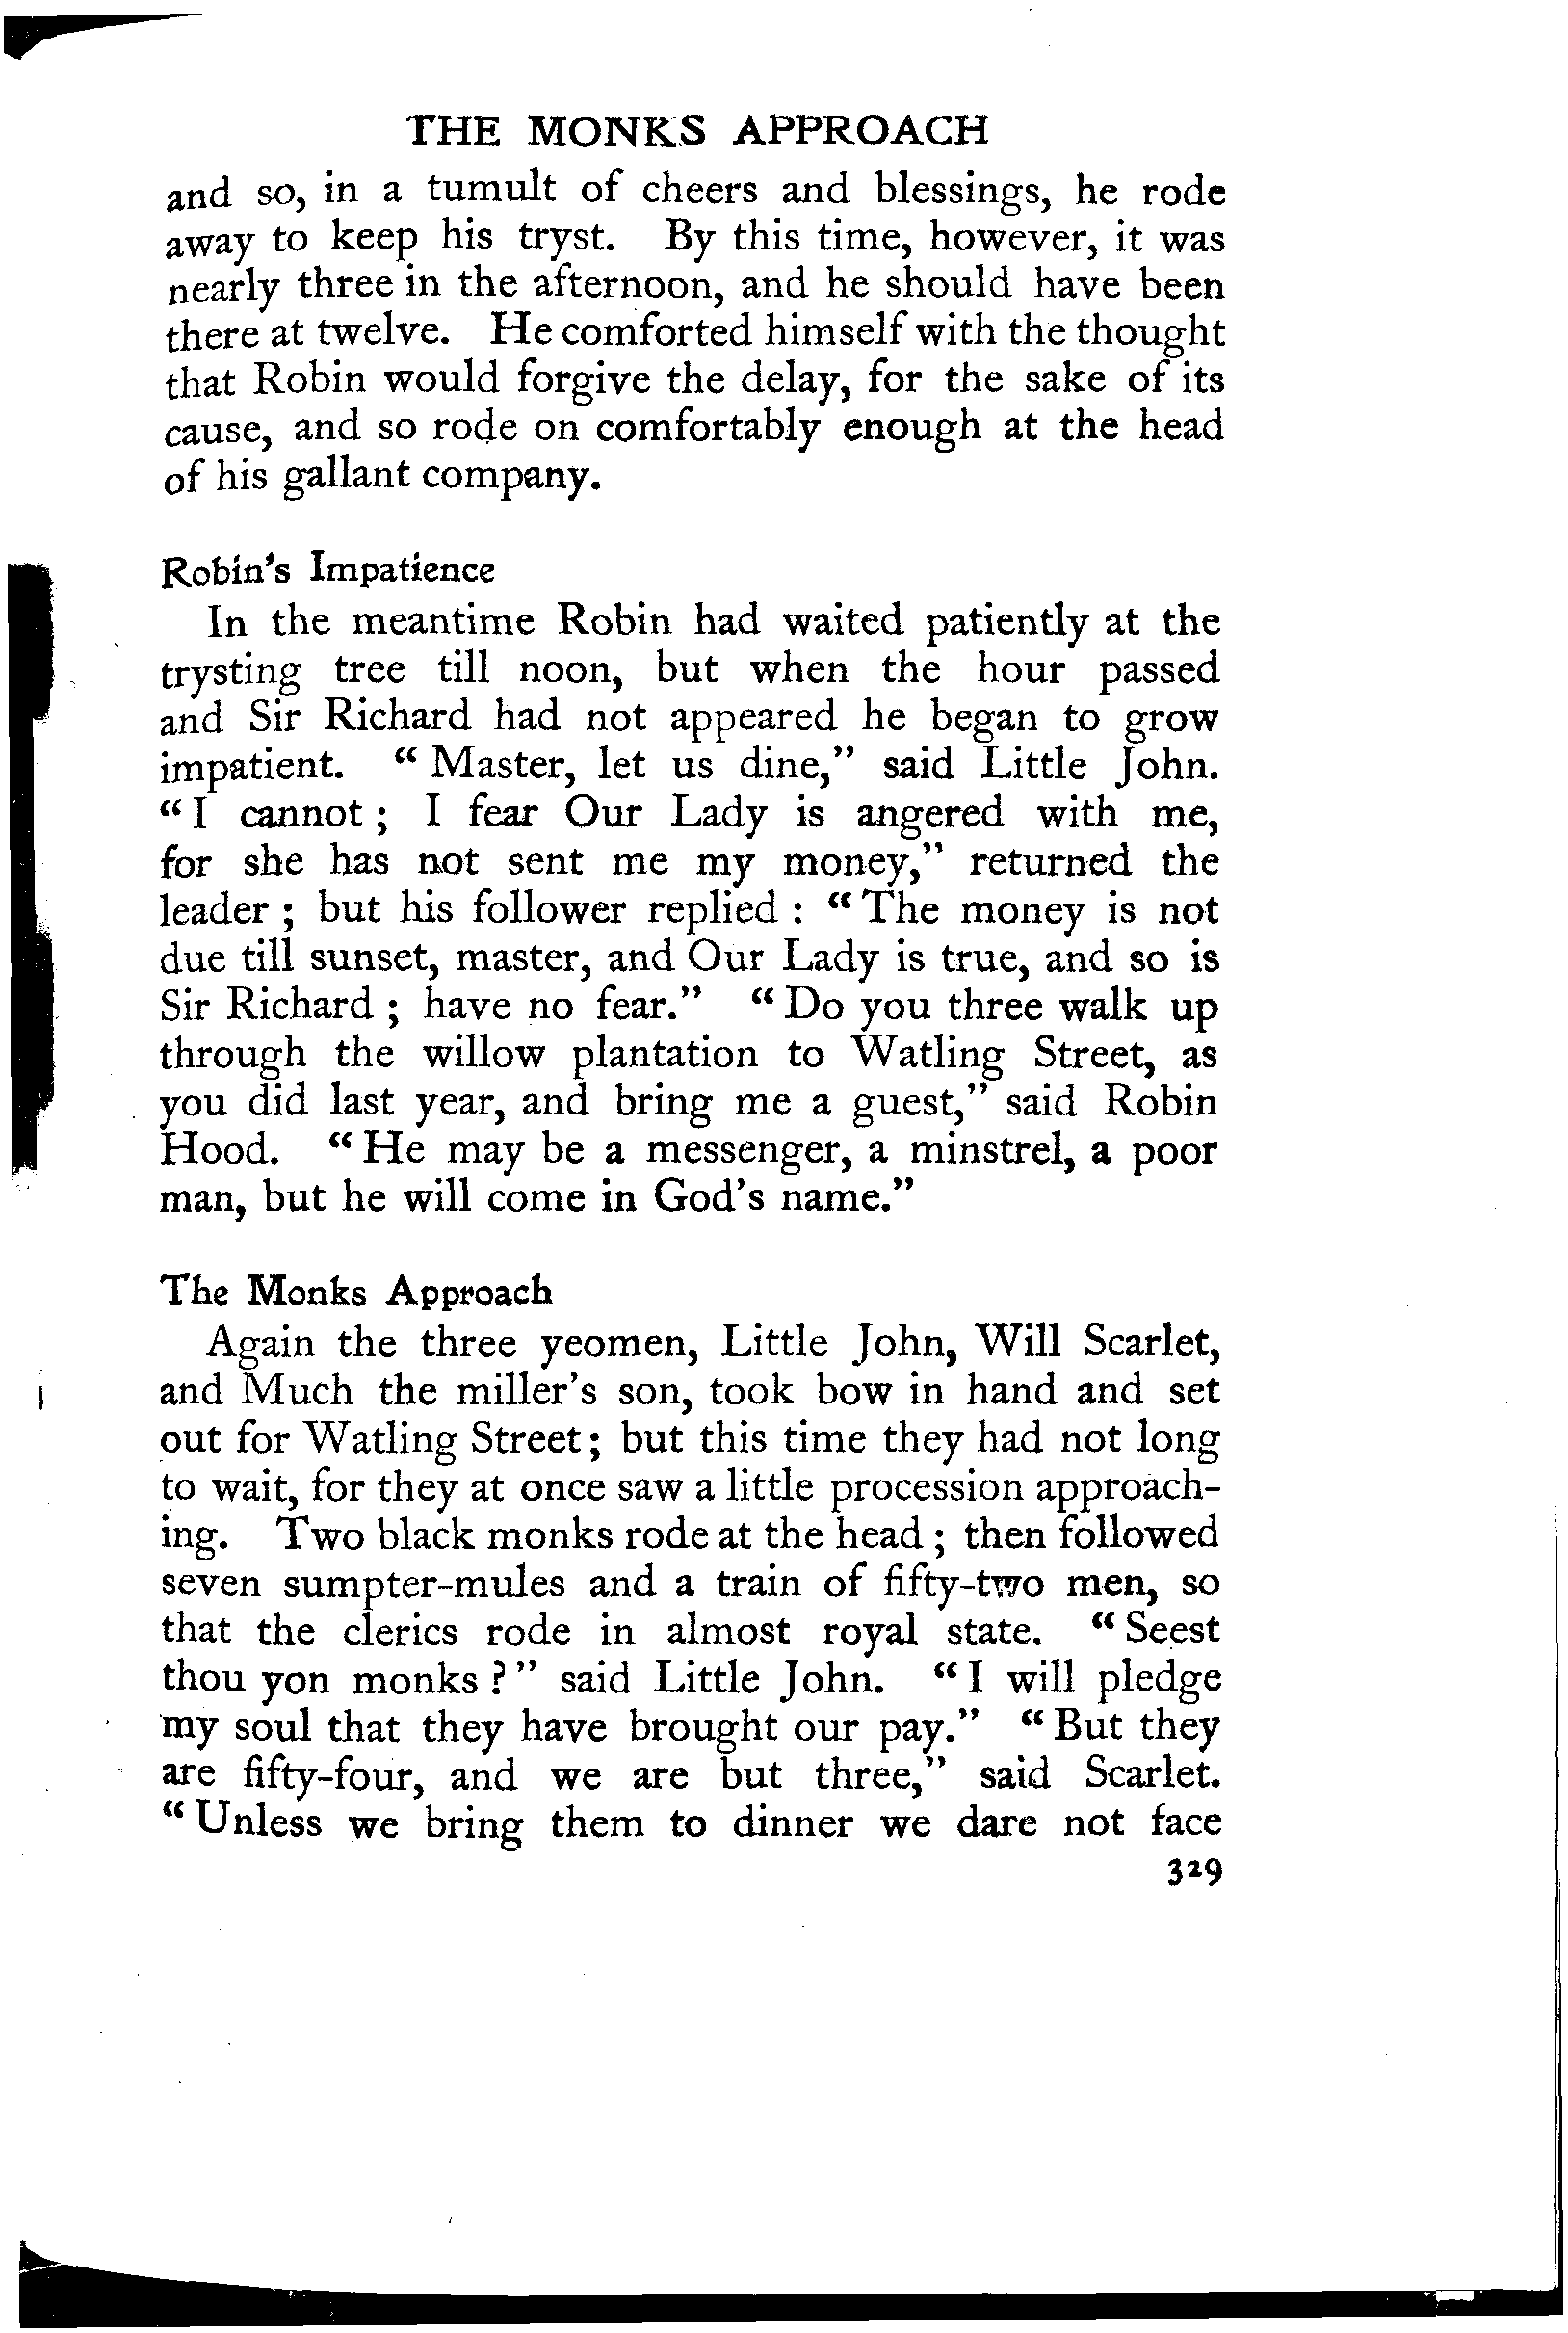 THE MONKS APPROACH
and so, in a tumult of cheers and blessings, he rode
away to keep his tryst. By this time, however, it was
nearly three in the afternoon, and he should have been
there at twelve. He comforted himself with the thought
that Robin would forgive the delay, for the sake of its
cause, and so rode on comfortably enough at the head
of his gallant company.
Robin's Impatience
In the meantime Robin had waited patiently at the
trysting tree till noon, but when the hour passed
and Sir Richard had not appeared he began to grow
impatient. “ Master, let us dine,” said Little John.
“ I cannot ; I fear Our Lady is angered with me,
for she has not sent me my money,” returned the
leader ; but his follower replied : “ The money is not
due till sunset, master, and Our Lady is true, and so is
Sir Richard ; have no fear.” “ Do you three walk up
through the willow plantation to Watling Street, as
you did last year, and bring me a guest,” said Robin
Hood. “ He may be a messenger, a minstrel, a poor
man, but he will come in God's name.”
The Monks Approach
Again the three yeomen, Little John, Will Scarlet,
and Much the miller's son, took bow in hand and set
out for Watling Street ; but this time they had not long
to wait, for they at once saw a little procession approach-
ing. Two black monks rode at the head ; then followed
seven sumpter-mules and a train of fifty-two men, so
that the clerics rode in almost royal state. “ Seest
thou yon monks ? ” said Little John. “ I will pledge
my soul that they have brought our pay.” “ But they
are fifty-four, and we are but three,” said Scarlet.
“ Unless we bring them to dinner we dare not face
329